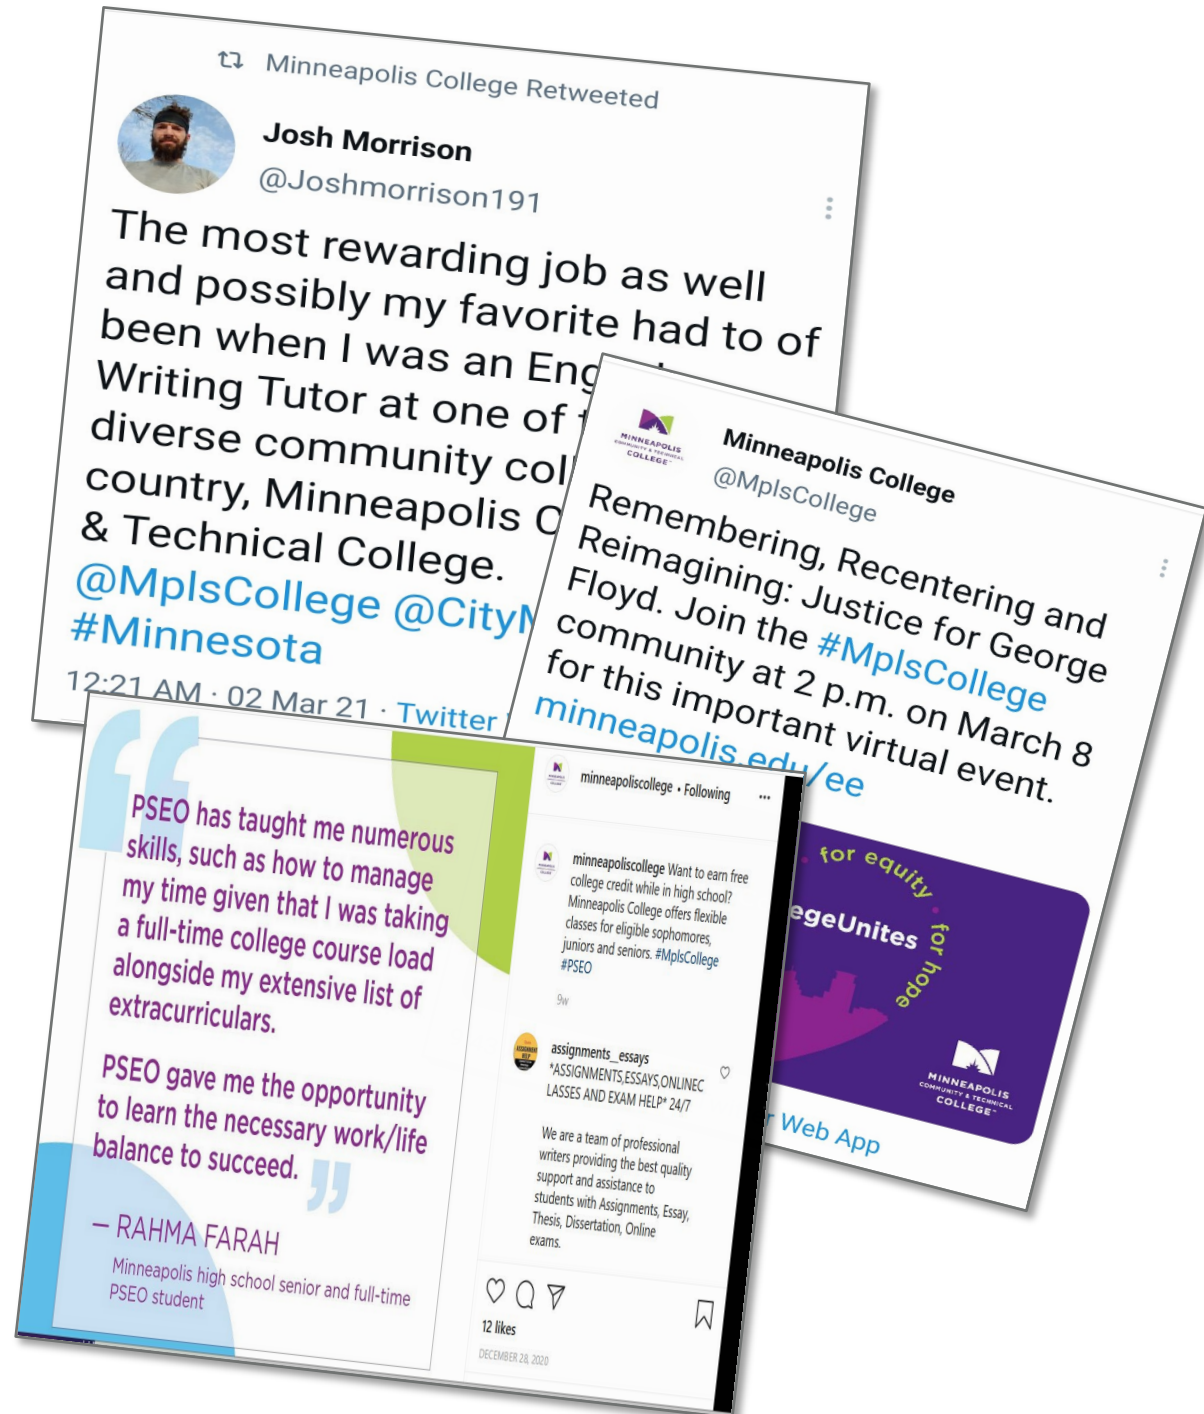 Minneapolis College Retweeted
Josh Morrison
@Joshmorrison191
The most rewarding job as well
and possibly my favorite had to of
been when I was an
Writing Tutor at one of
diverse community
country, Minneapolis
& Technical College.
@MplsCollege
#Minnesota
12:21 AM · 02 Mar 21 · Twitter
MINNEAPOLIS
COMMUNITY & TECHNICAL
COLLEGE
Minneapolis College
@MplsCollege
Remembering, Recentering and
Reimagining: Justice for George
Floyd. Join the #MplsCollege
community at 2 p.m. on March 8
for this important virtual event.
minneapolis.edu/ee
for equity · for hope
egeUnites
MINNEAPOLIS
COMMUNITY & TECHNICAL
COLLEGE
Web App
PSEO has taught me numerous
skills, such as how to manage
my time given that I was taking
a full-time college course load
alongside my extensive list of
extracurriculars.
PSEO gave me the opportunity
to learn the necessary work/life
balance to succeed.
— RAHMA FARAH
Minneapolis high school senior and full-time
PSEO student
minneapoliscollege • Following
minneapoliscollege Want to earn free
college credit while in high school?
Minneapolis College offers flexible
classes for eligible sophomores,
juniors and seniors. #MplsCollege
#PSEO
9w
assignments_essays
*ASSIGNMENTS,ESSAYS,ONLINEC
LASSES AND EXAM HELP* 24/7
We are a team of professional
writers providing the best quality
support and assistance to
students with Assignments, Essay,
Thesis, Dissertation, Online
exams.
12 likes
DECEMBER 28, 2020